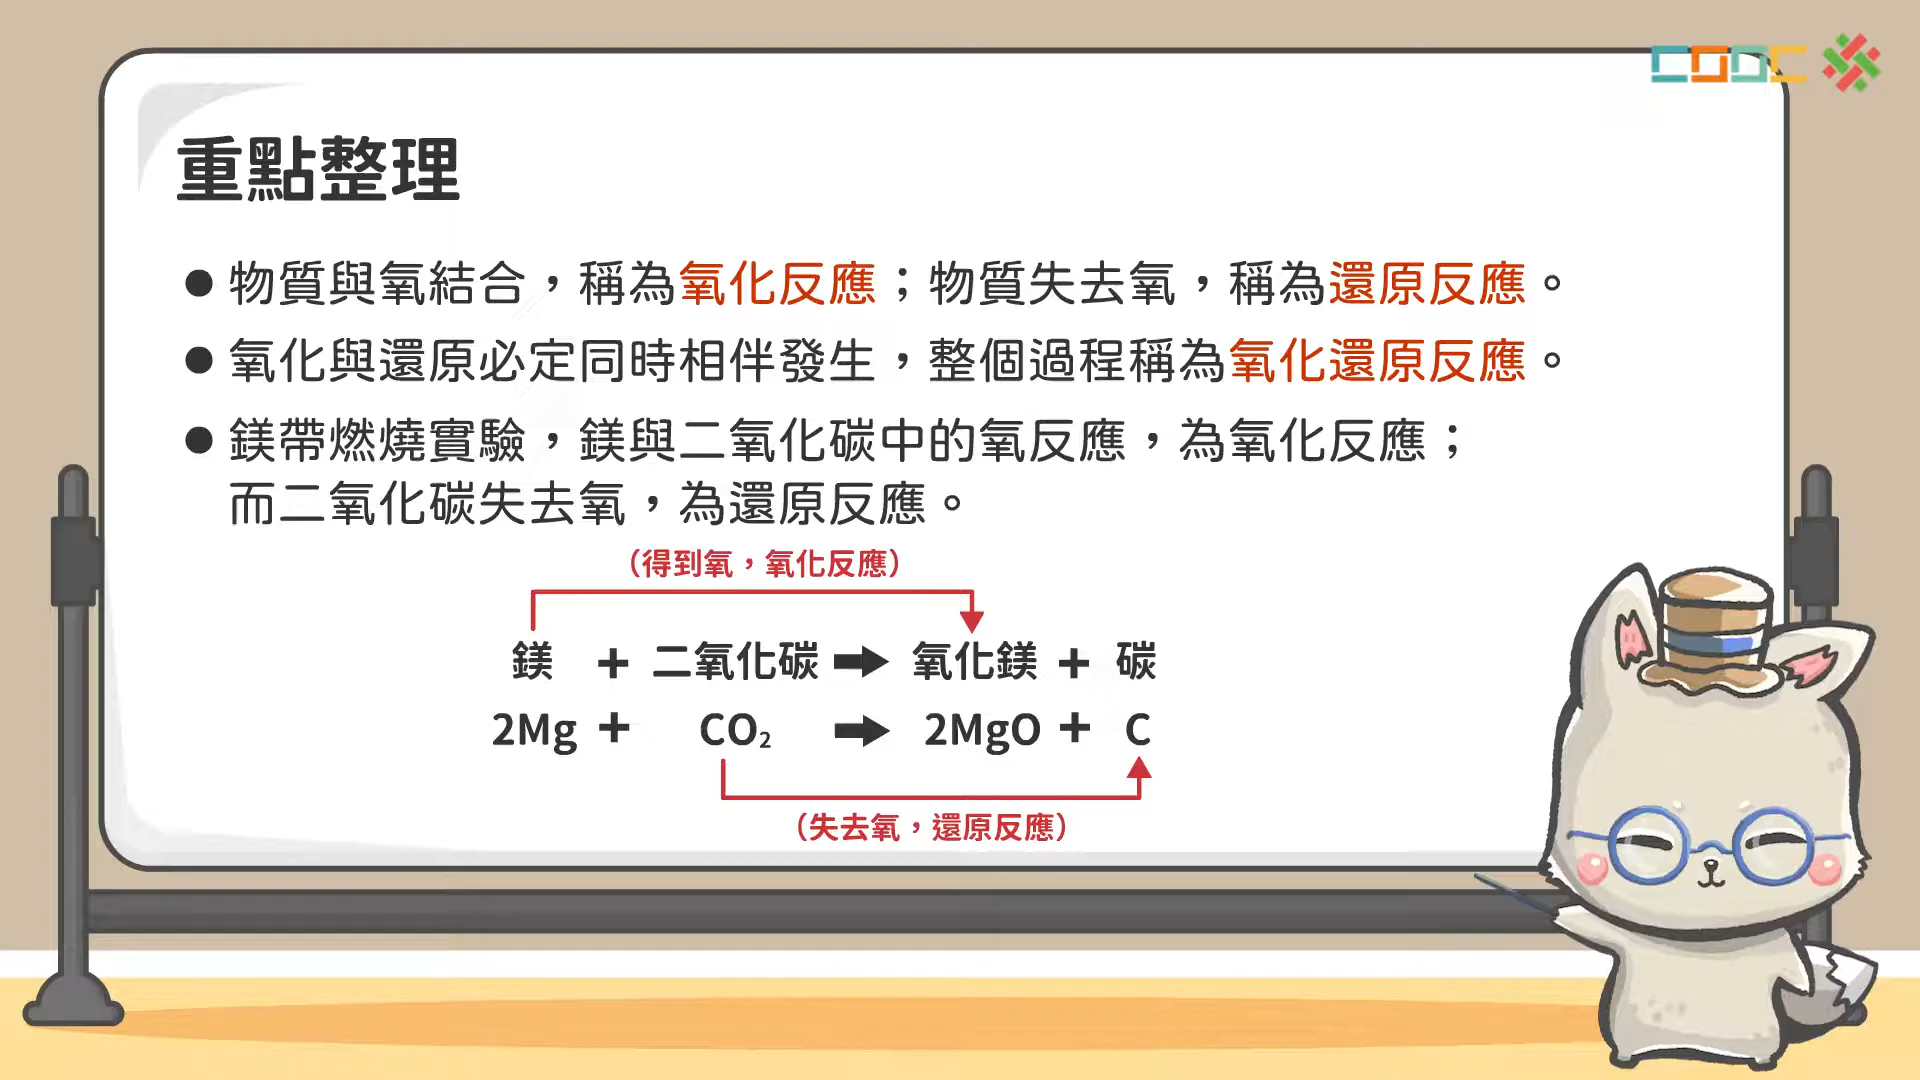 COOC
重點整理
● 物質與氧結合，稱為氧化反應；物質失去氧，稱為還原反應。
● 氧化與還原必定同時相伴發生，整個過程稱為氧化還原反應。
● 鎂帶燃燒實驗，鎂與二氧化碳中的氧反應，為氧化反應；
而二氧化碳失去氧，為還原反應。
（得到氧，氧化反應）
鎂 + 二氧化碳 ➡ 氧化鎂 + 碳
2Mg + CO₂ ➡ 2MgO + C
（失去氧，還原反應）